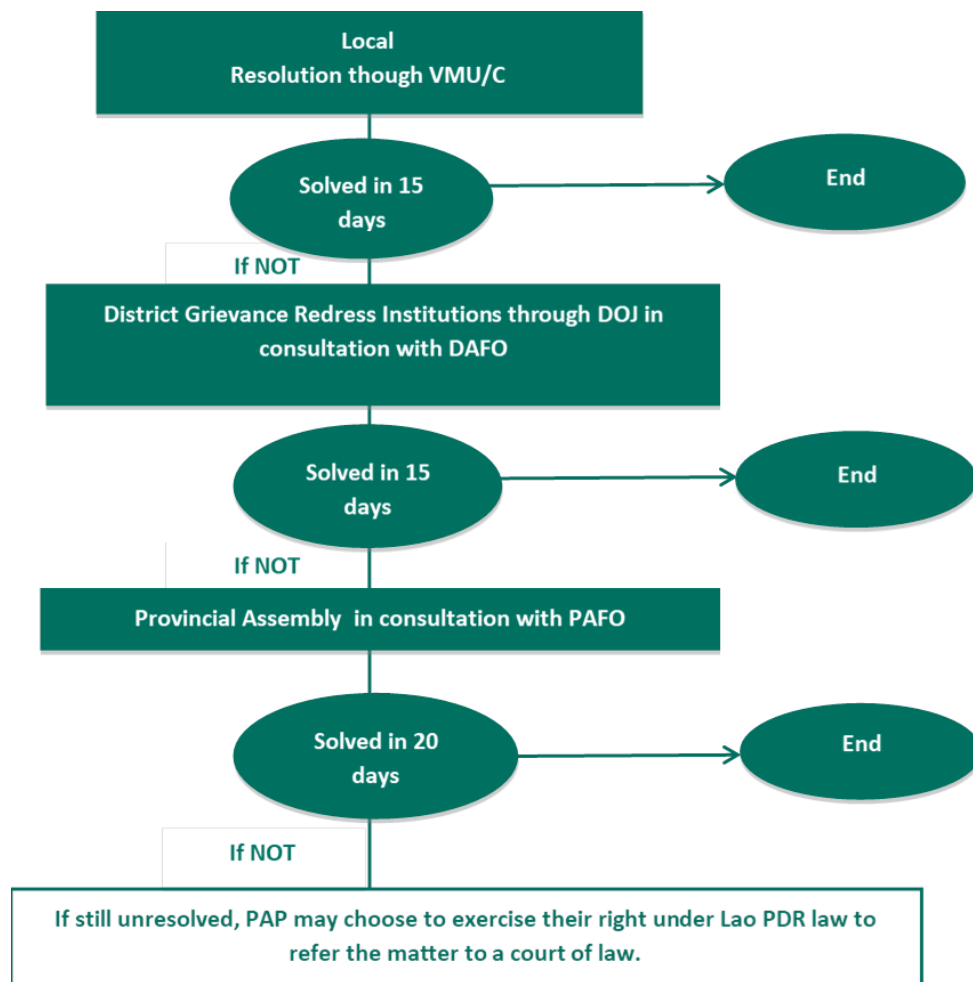 Local
Resolution though VMU/C
Solved in 15
days
End
If NOT
District Grievance Redress Institutions through DOJ in
consultation with DAFO
Solved in 15
days
End
If NOT
Provincial Assembly in consultation with PAFO
Solved in 20
days
End
If NOT
If still unresolved, PAP may choose to exercise their right under Lao PDR law to
refer the matter to a court of law.